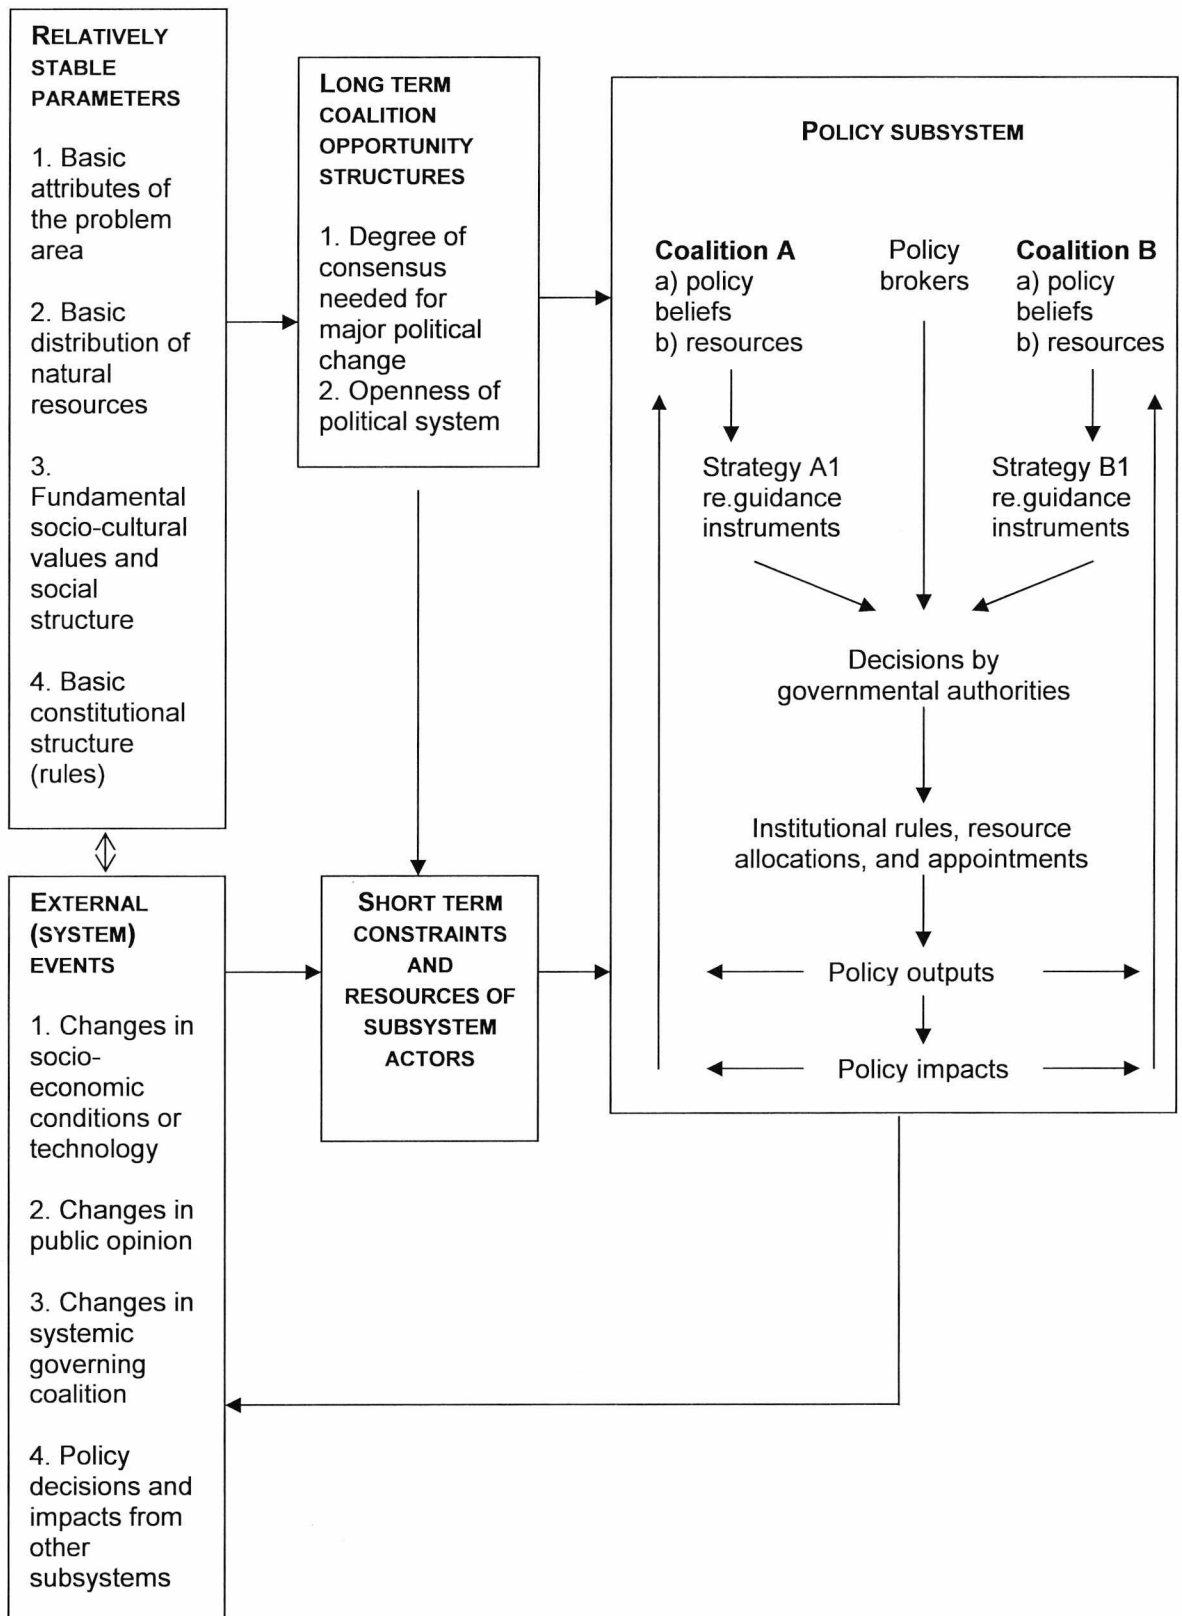 RELATIVELY
STABLE
PARAMETERS
1. Basic
attributes of
the problem
area
2. Basic
distribution of
natural
resources
3.
Fundamental
socio-cultural
values and
social
structure
4. Basic
constitutional
structure
(rules)
LONG TERM
COALITION
OPPORTUNITY
STRUCTURES
1. Degree of
consensus
needed for
major political
change
2. Openness of
political system
POLICY SUBSYSTEM
Coalition A
a) policy
beliefs
b) resources
Policy
brokers
Coalition B
a) policy
beliefs
b) resources
Strategy A1
re.guidance
instruments
Strategy B1
re.guidance
instruments
Decisions by
governmental authorities
Institutional rules, resource
allocations, and appointments
Policy outputs
Policy impacts
EXTERNAL
(SYSTEM)
EVENTS
1. Changes in
socio-
economic
conditions or
technology
2. Changes in
public opinion
3. Changes in
systemic
governing
coalition
4. Policy
decisions and
impacts from
other
subsystems
SHORT TERM
CONSTRAINTS
AND
RESOURCES OF
SUBSYSTEM
ACTORS